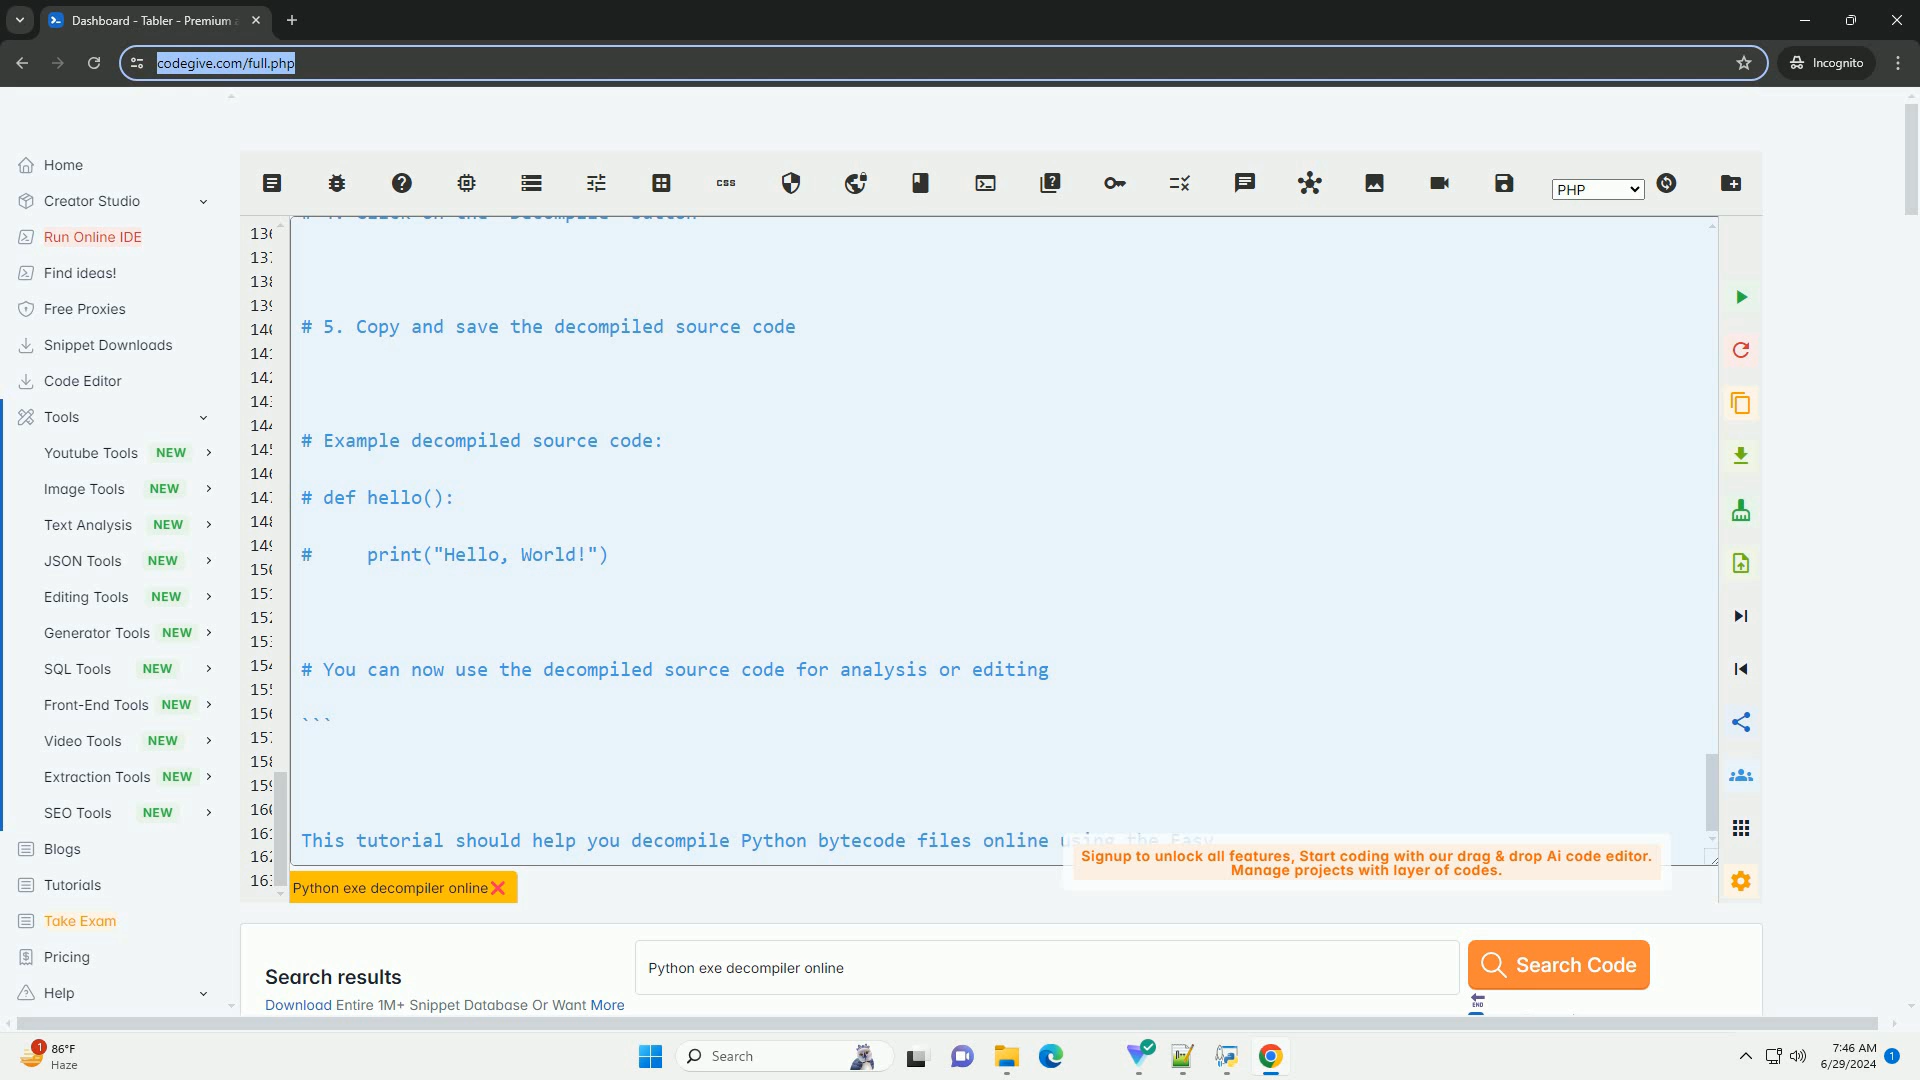 Dashboard - Tabler - Premium
codegive.com/full.php
Incognito
Home
Creator Studio
Run Online IDE
Find ideas!
Free Proxies
Snippet Downloads
Code Editor
Tools
Youtube Tools NEW
Image Tools NEW
Text Analysis NEW
JSON Tools NEW
Editing Tools NEW
Generator Tools NEW
SQL Tools NEW
Front-End Tools NEW
Video Tools NEW
Extraction Tools NEW
SEO Tools NEW
Blogs
Tutorials
Take Exam
Pricing
Help
css
PHP
# 5. Copy and save the decompiled source code
# Example decompiled source code:
# def hello():
#     print("Hello, World!")
# You can now use the decompiled source code for analysis or editing
```
This tutorial should help you decompile Python bytecode files online using the Easy
Signup to unlock all features, Start coding with our drag & drop Ai code editor.
Manage projects with layer of codes.
Python exe decompiler online
Search results
Download Entire 1M+ Snippet Database Or Want More
Python exe decompiler online
Search Code
END
1
86°F
Haze
Search
7:46 AM
6/29/2024
1